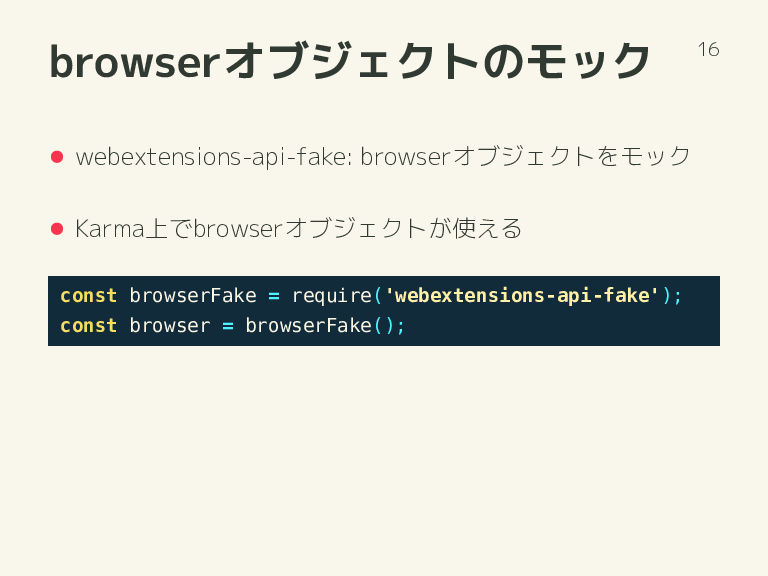 browserオブジェクトのモック
16
webextensions-api-fake: browserオブジェクトをモック
Karma上でbrowserオブジェクトが使える
const browserFake = require('webextensions-api-fake');
const browser = browserFake();